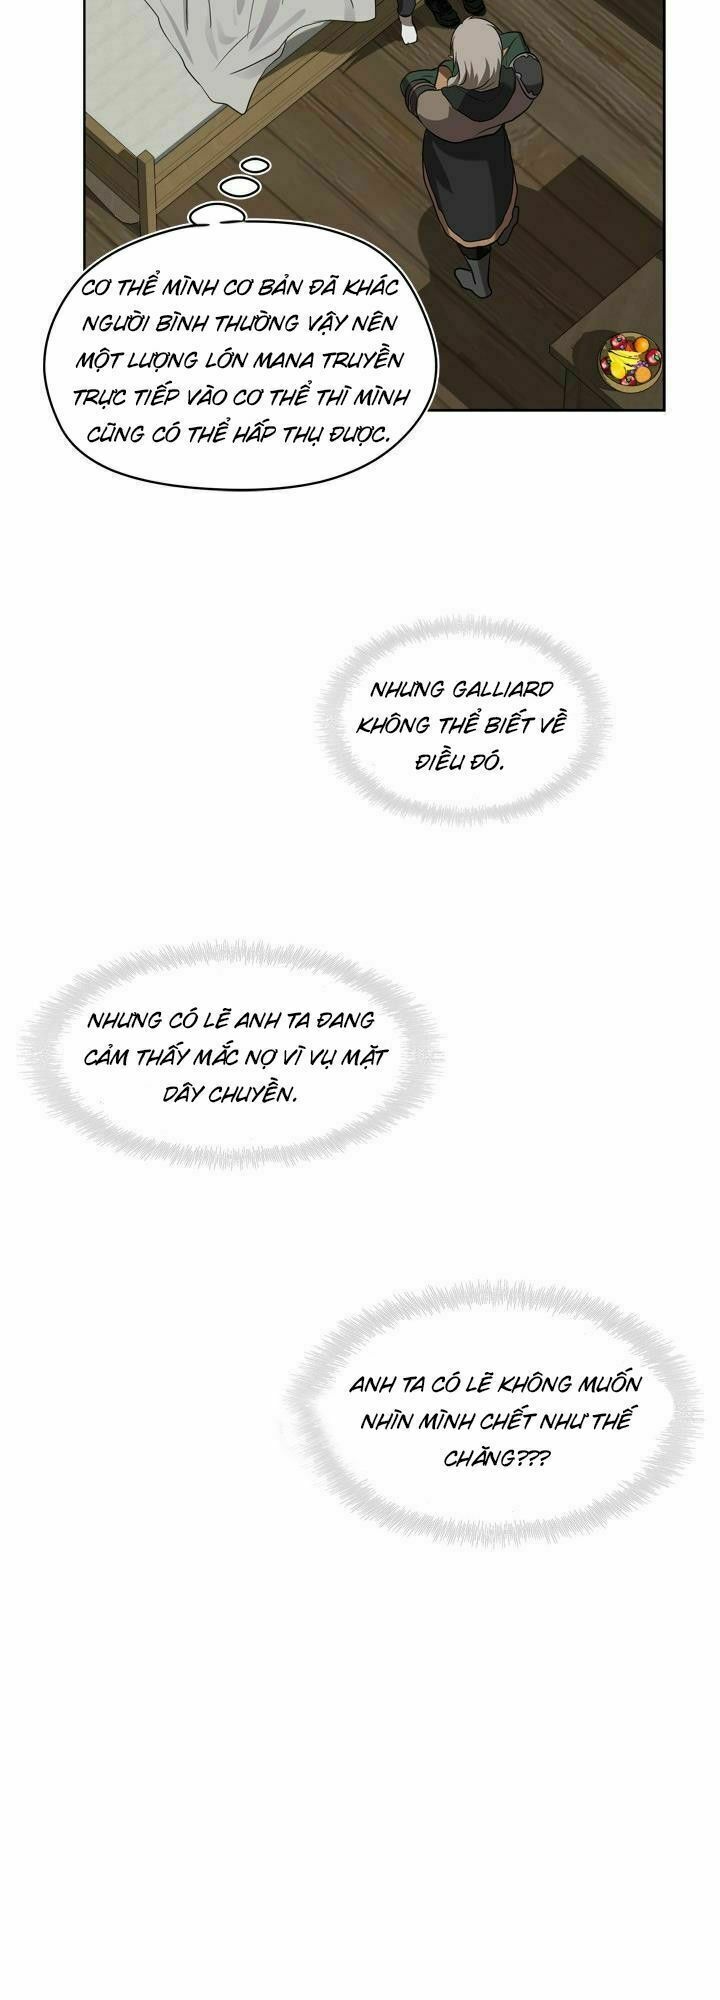 CƠ THỂ MÌNH CƠ BẢN ĐÃ KHÁC
NGƯỜI BÌNH THƯỜNG VẬY NÊN
MỘT LƯỢNG LỚN MANA TRUYỀN
TRỰC TIẾP VÀO CƠ THỂ THÌ MÌNH
CŨNG CÓ THỂ HẤP THỤ ĐƯỢC.
NHƯNG GALLIARD
KHÔNG THỂ BIẾT VỀ
ĐIỀU ĐÓ.
NHƯNG CÓ LẼ ANH TA ĐANG
CẢM THẤY MẮC NỢ VÌ VỤ MẶT
DÂY CHUYỀN.
ANH TA CÓ LẼ KHÔNG MUỐN
NHÌN MÌNH CHẾT NHƯ THẾ
CHĂNG???